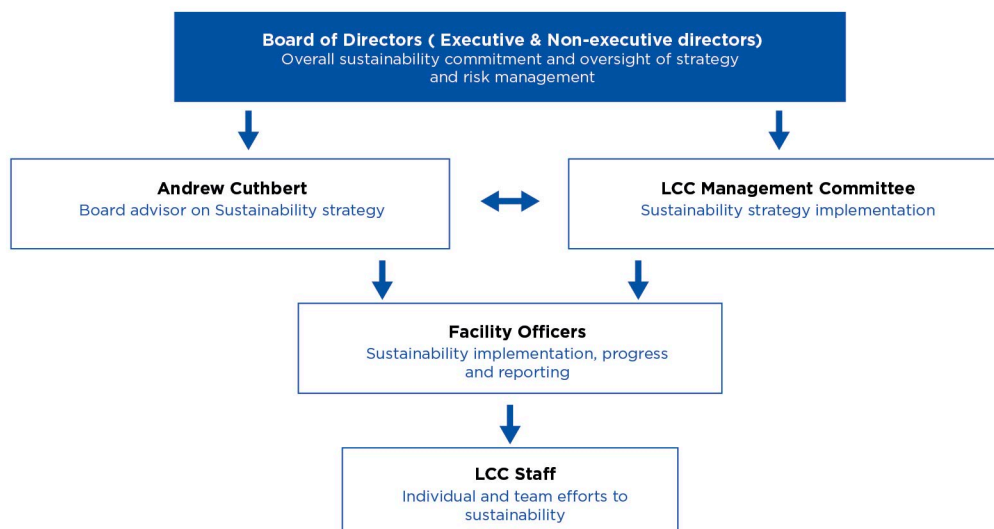 Board of Directors ( Executive & Non-executive directors)
Overall sustainability commitment and oversight of strategy
and risk management
Andrew Cuthbert
Board advisor on Sustainability strategy
LCC Management Committee
Sustainability strategy implementation
Facility Officers
Sustainability implementation, progress
and reporting
LCC Staff
Individual and team efforts to
sustainability